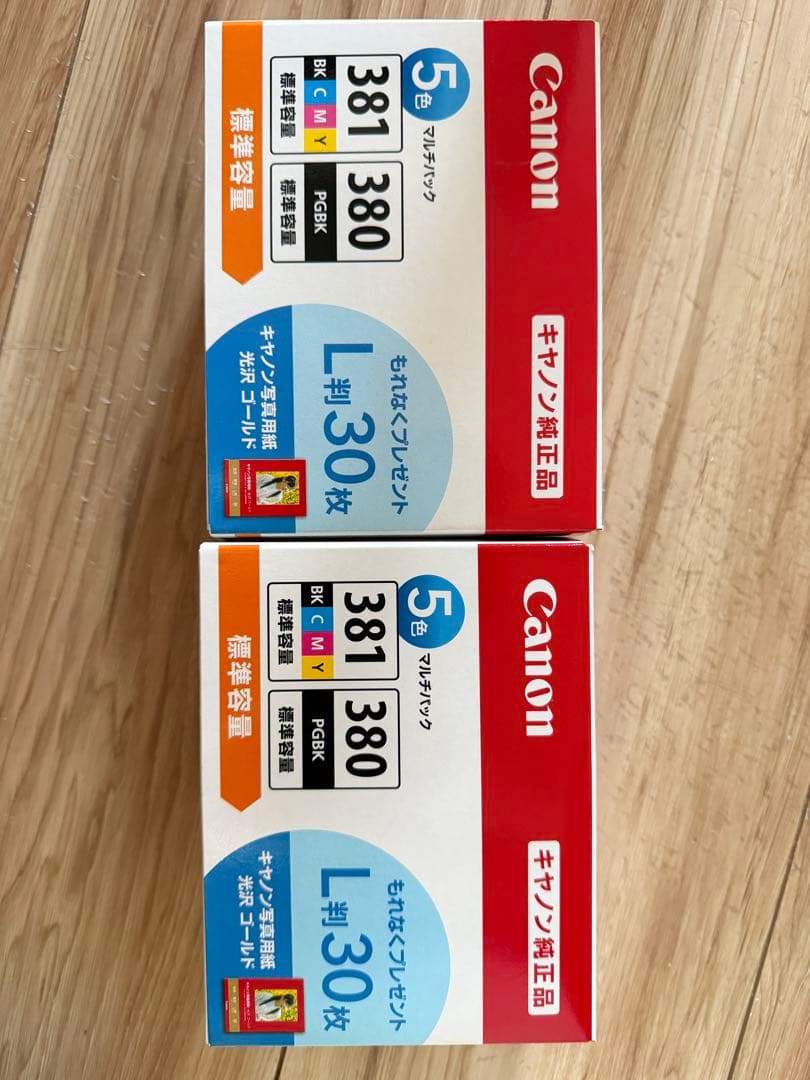 Canon
キヤノン純正品
5色
マルチパック
381
BK C M Y
標準容量
380
PGBK
標準容量
標準容量
もれなくプレゼント
L判30枚
キヤノン写真用紙
光沢 ゴールド
Canon
キヤノン純正品
5色
マルチパック
381
BK C M Y
標準容量
380
PGBK
標準容量
標準容量
もれなくプレゼント
L判30枚
キヤノン写真用紙
光沢 ゴールド